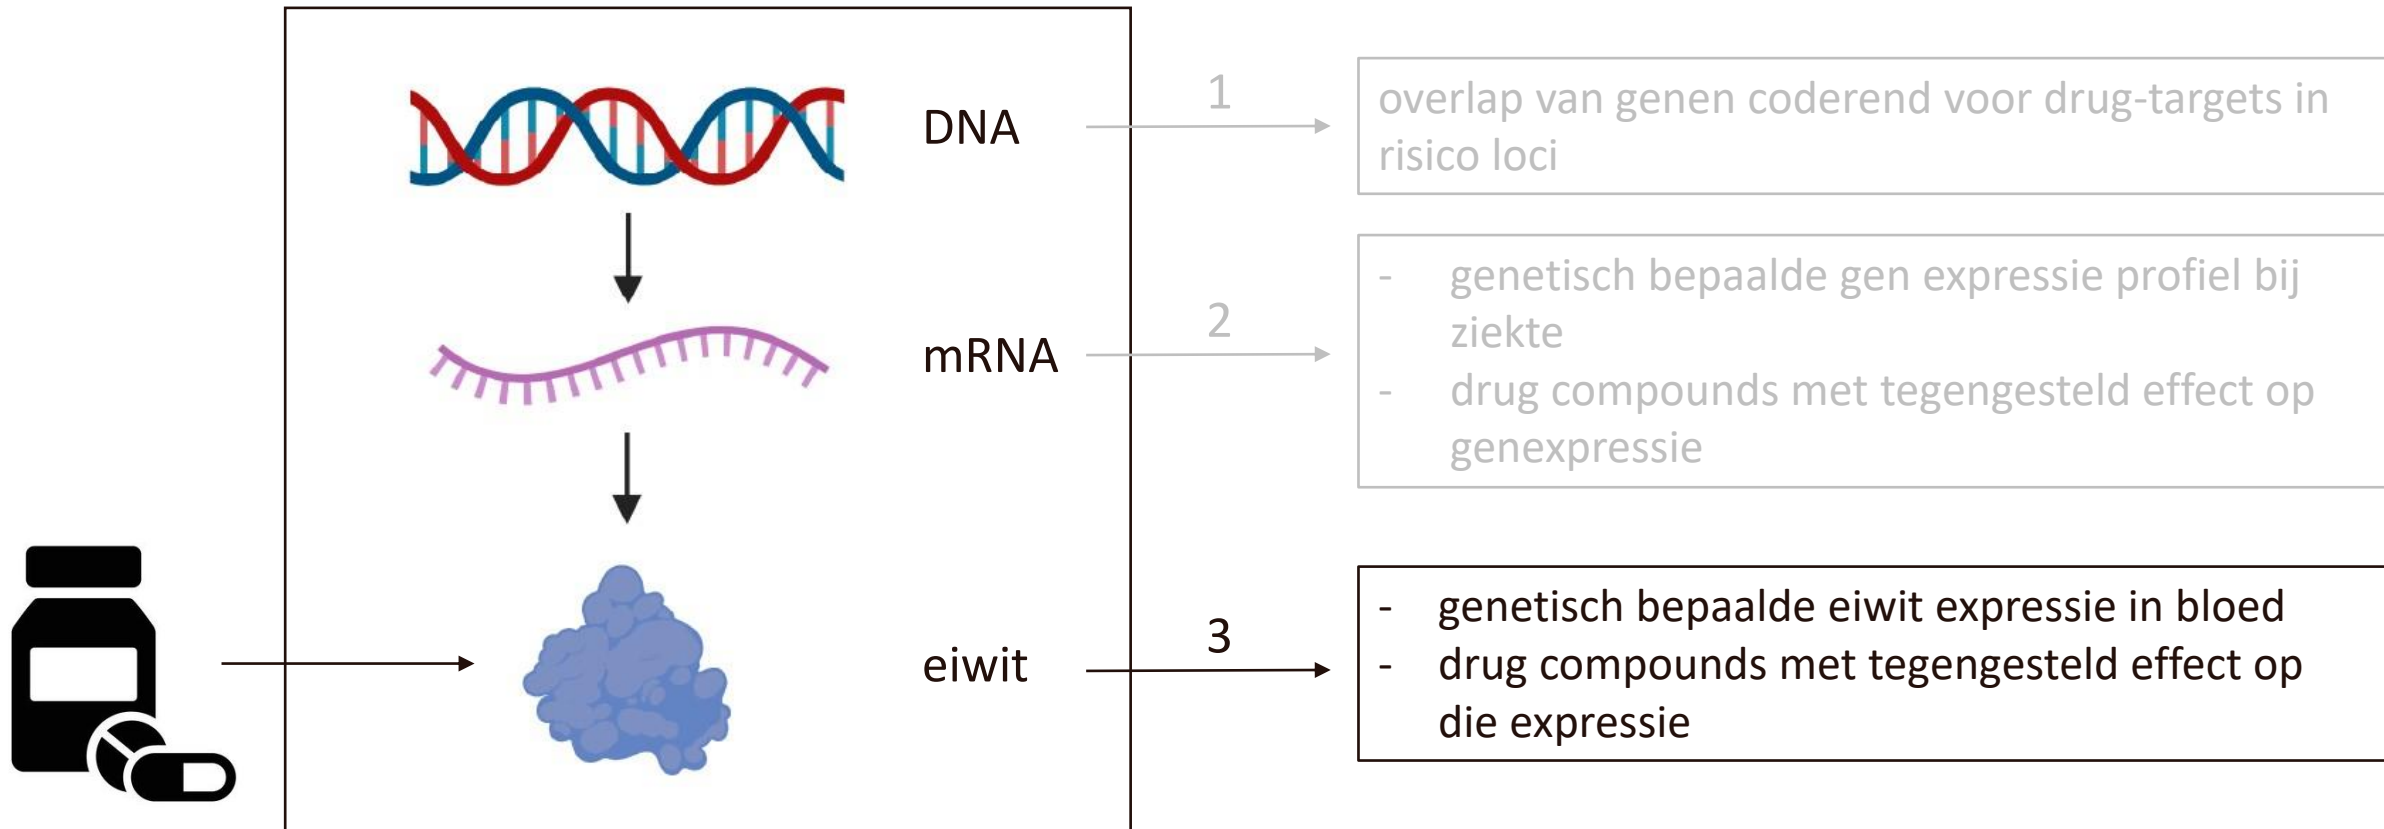 DNA
1
overlap van genen coderend voor drug-targets in
risico loci
mRNA
2
- genetisch bepaalde gen expressie profiel bij
ziekte
- drug compounds met tegengesteld effect op
genexpressie
eiwit
3
- genetisch bepaalde eiwit expressie in bloed
- drug compounds met tegengesteld effect op
die expressie